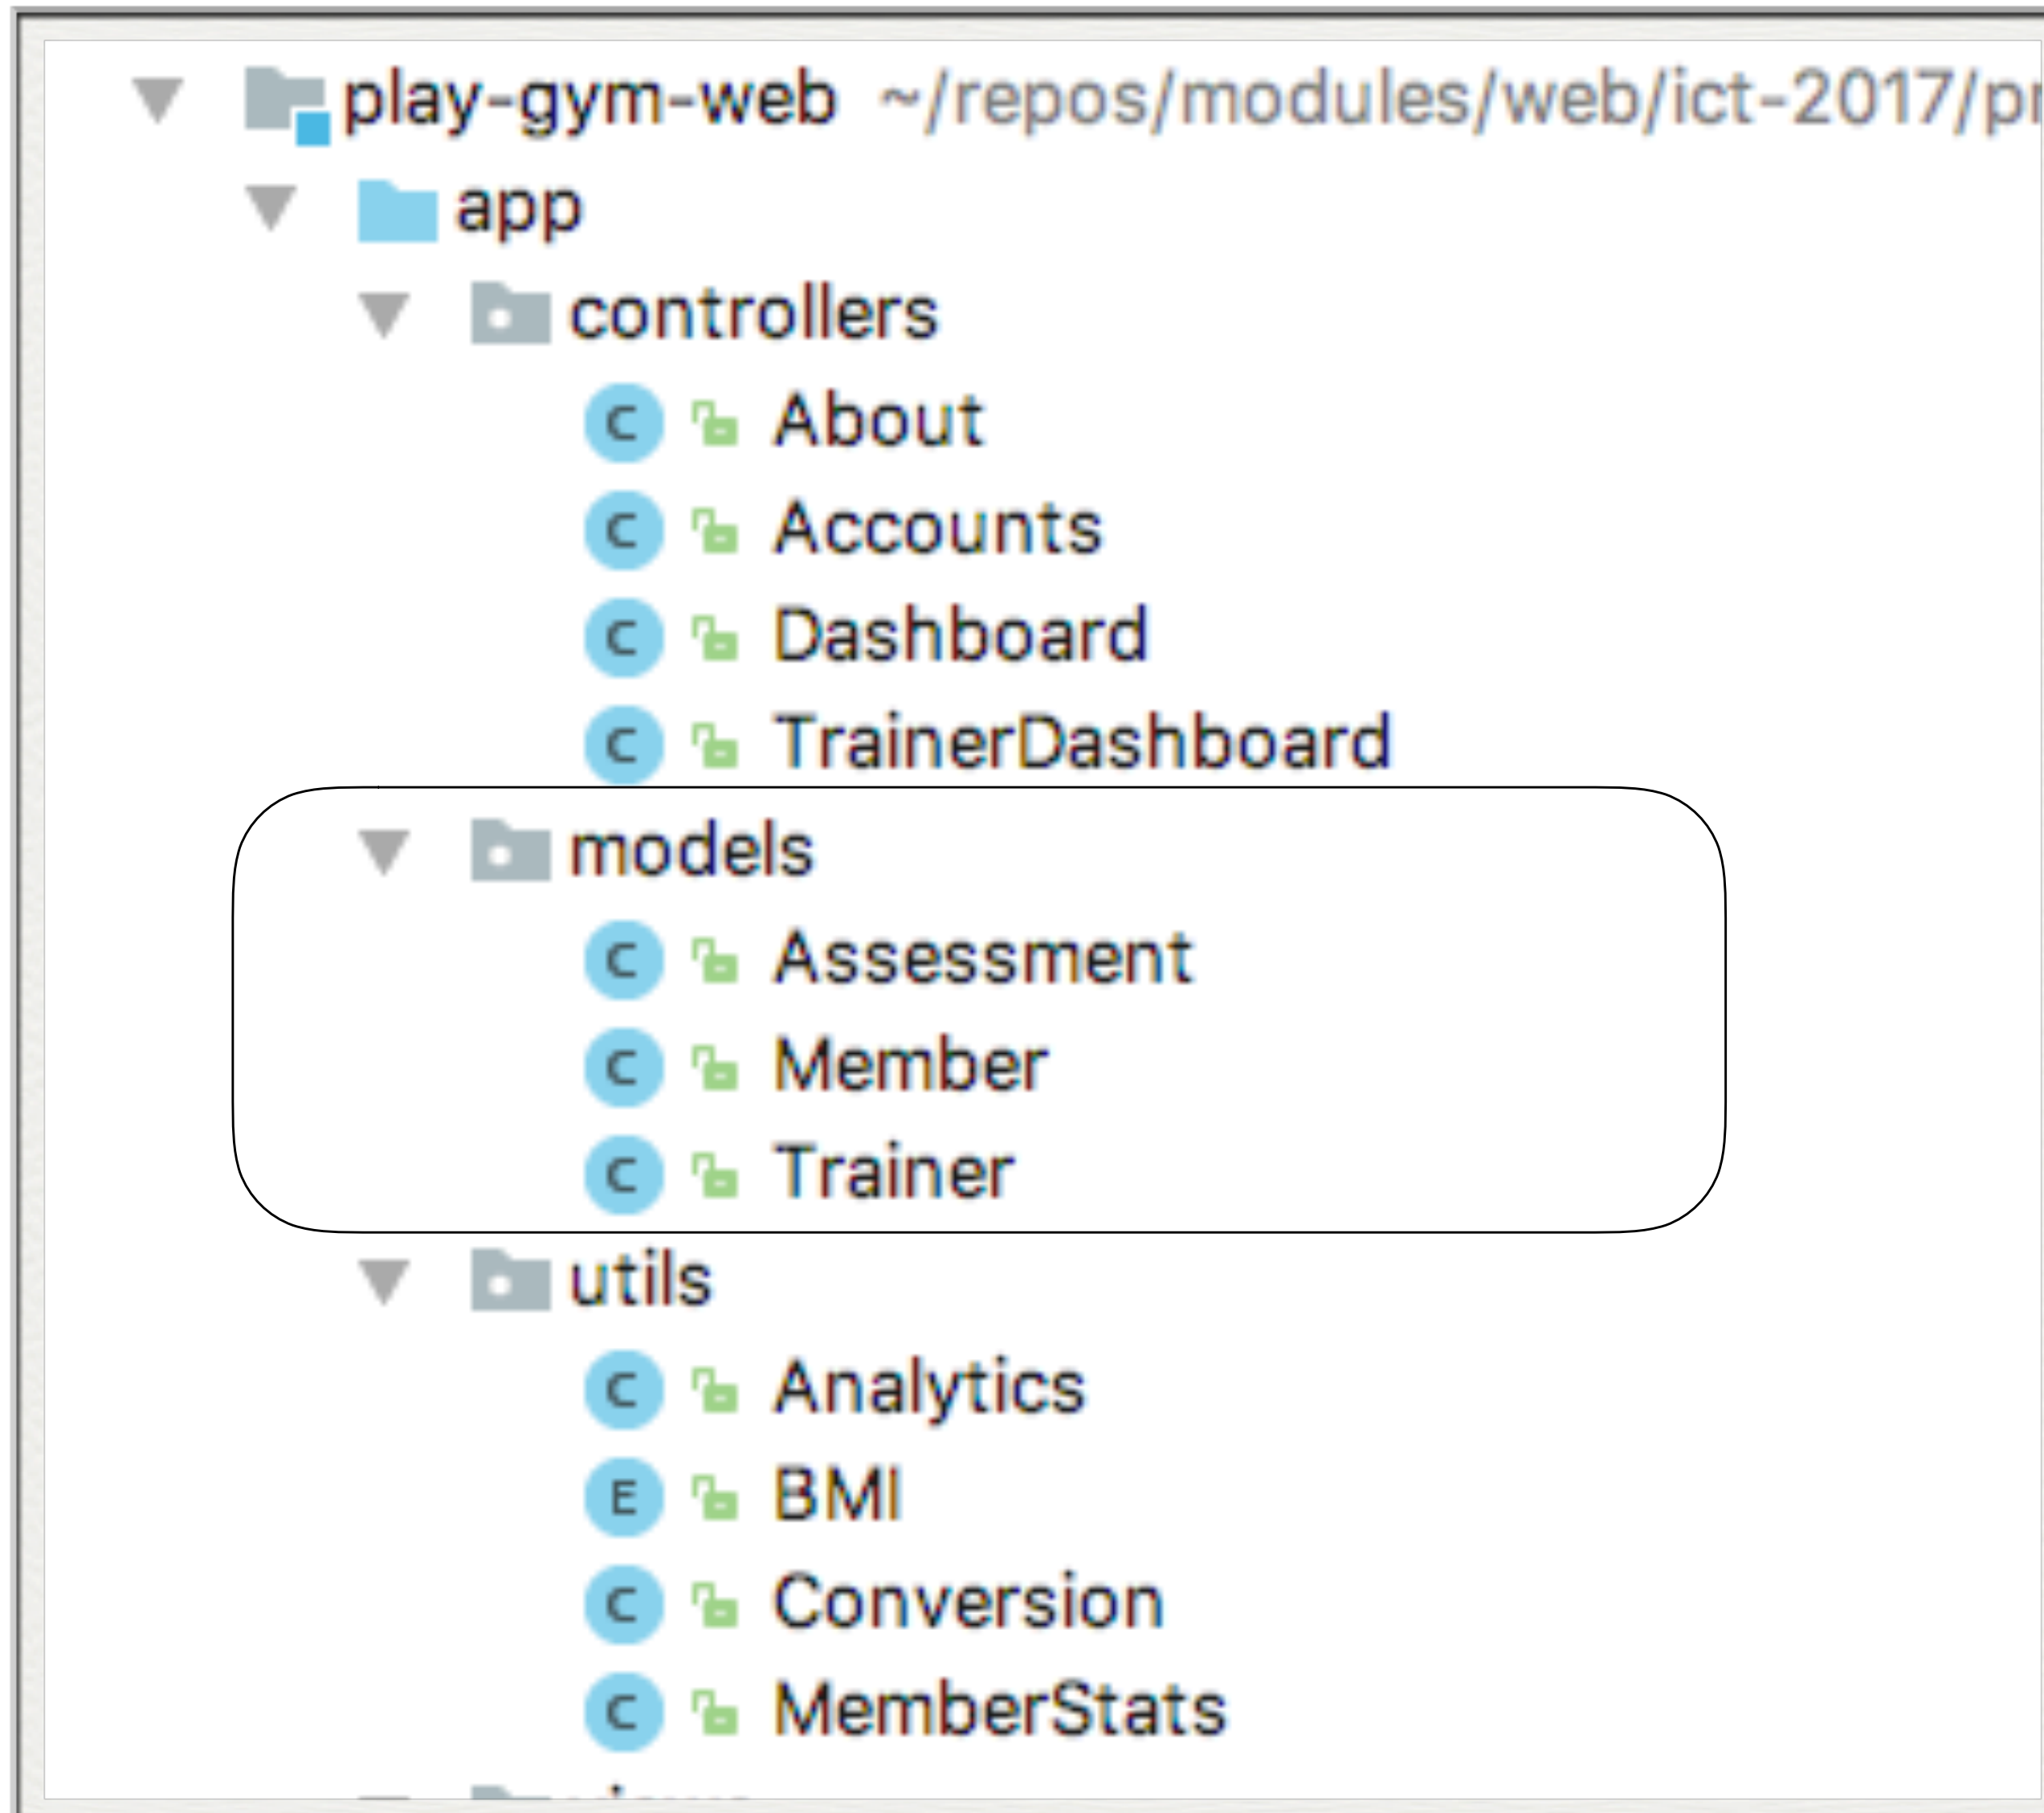 play-gym-web ~/repos/modules/web/ict-2017/pr
app
controllers
C About
C Accounts
C Dashboard
C TrainerDashboard
models
C Assessment
C Member
C Trainer
utils
C Analytics
E BMI
C Conversion
C MemberStats